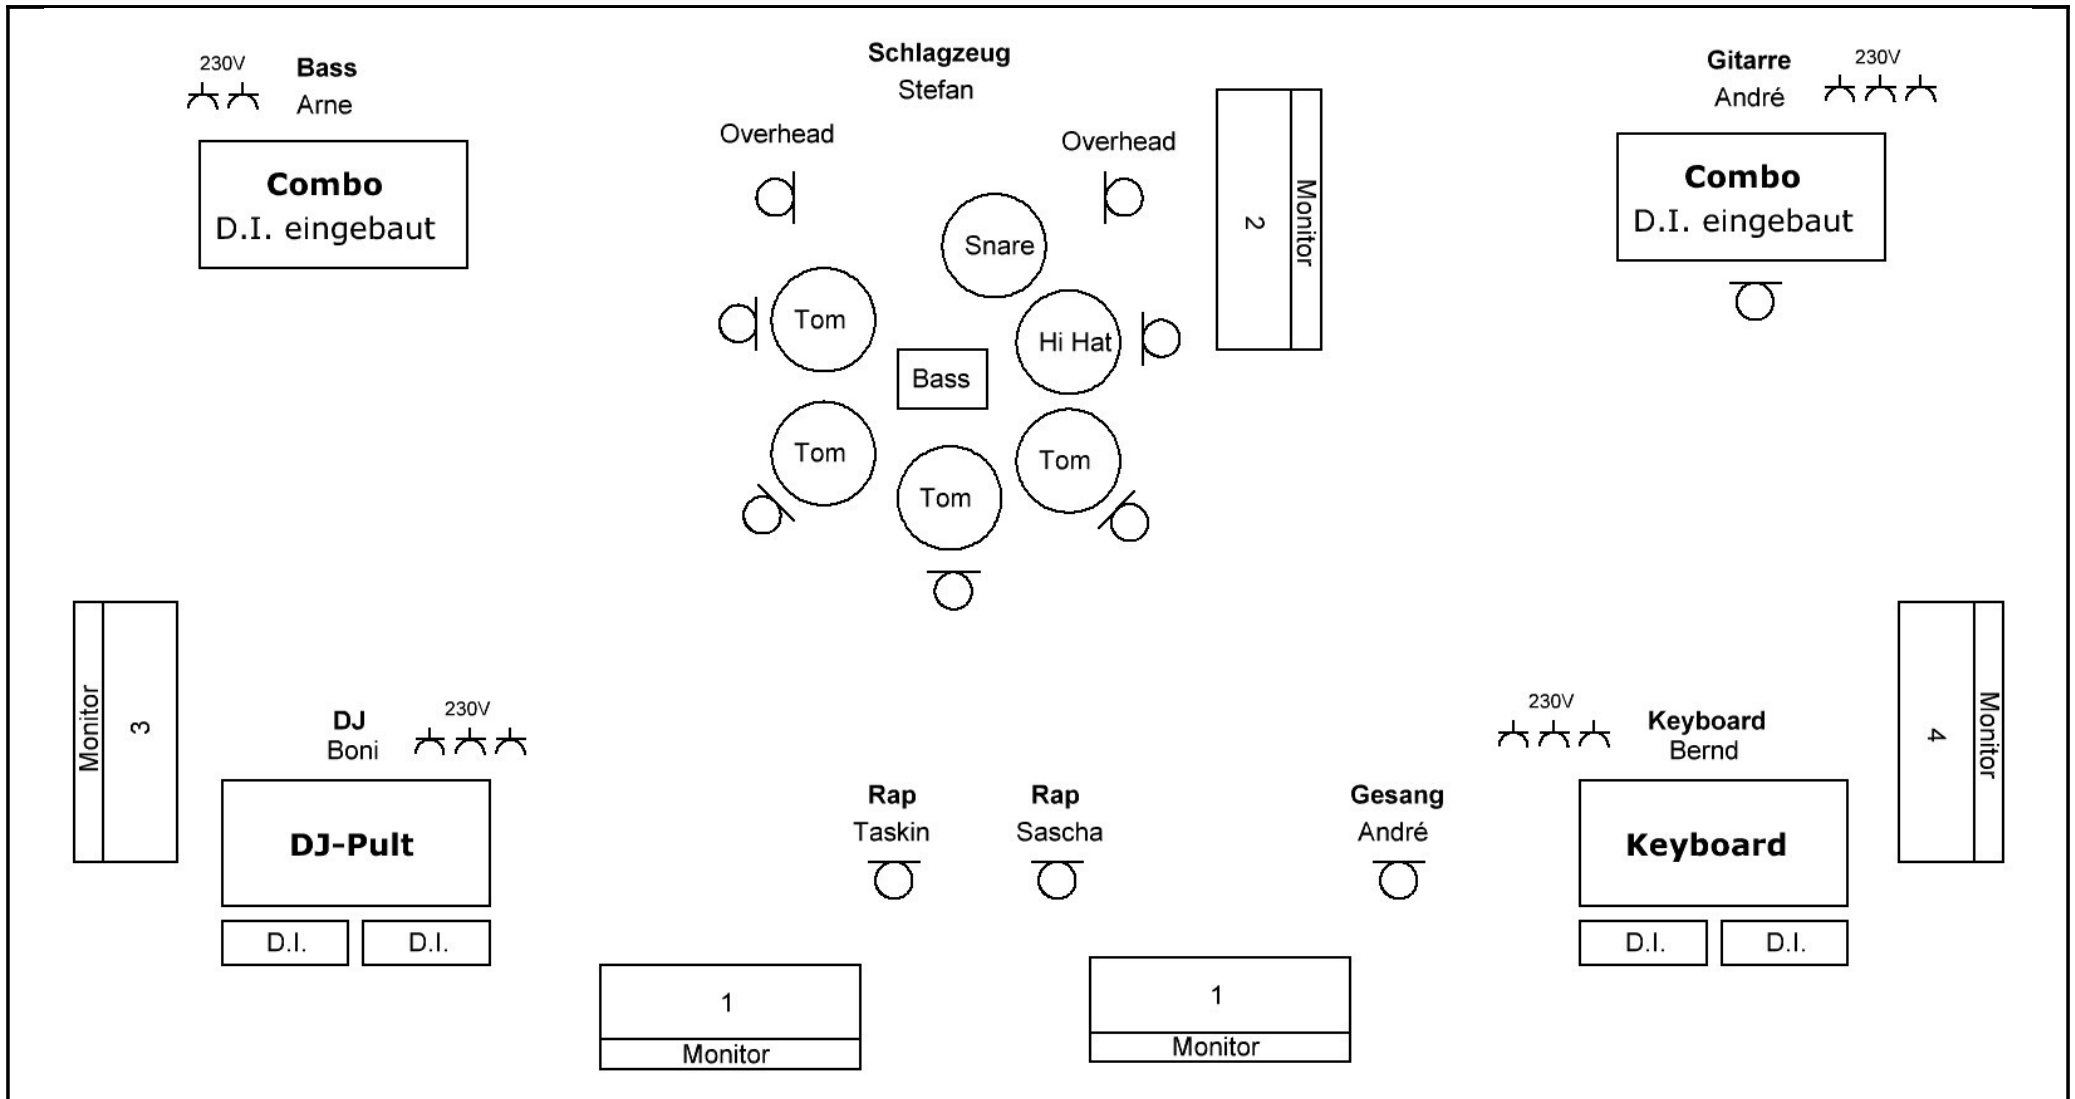 230V
Bass
Arne
Combo
D.I. eingebaut
Schlagzeug
Stefan
Overhead
Overhead
Snare
Tom
Hi Hat
Bass
Tom
Tom
Tom
2
Monitor
Gitarre
André
230V
Combo
D.I. eingebaut
Monitor
3
DJ
Boni
230V
DJ-Pult
D.I.
D.I.
Rap
Taskin
Rap
Sascha
Gesang
André
230V
Keyboard
Bernd
Keyboard
D.I.
D.I.
4
Monitor
1
Monitor
1
Monitor